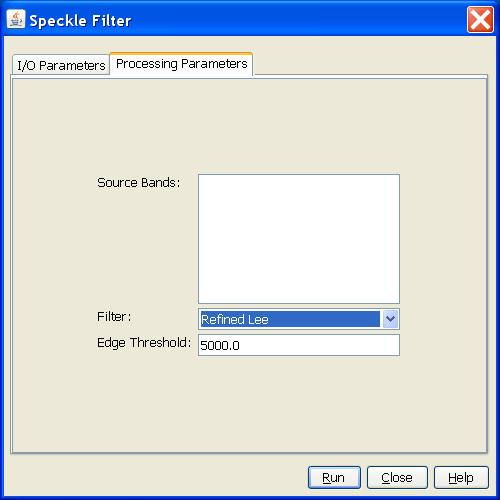 Speckle Filter
I/O Parameters
Processing Parameters
Source Bands:
Filter:
Refined Lee
Edge Threshold:
5000.0
Run
Close
Help